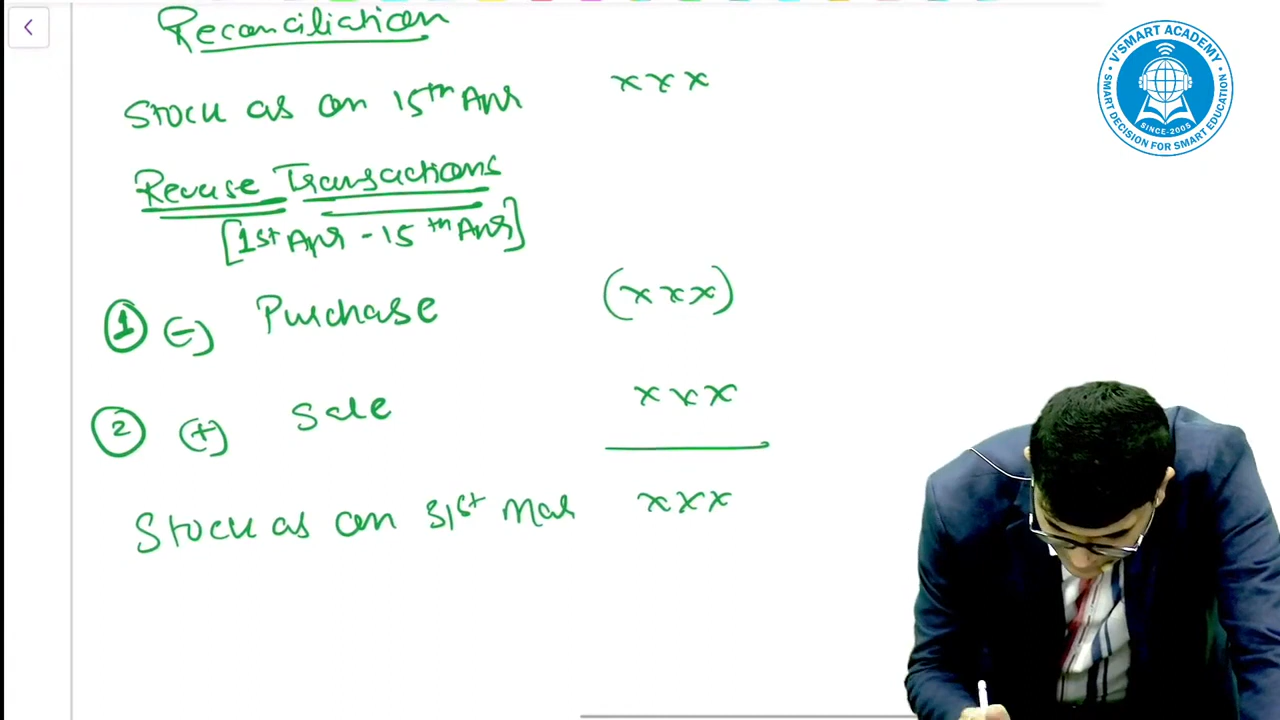 Reconciliation
Stock as on 15th Apr xxx
Reverse Transactions
[1st Apr - 15th Apr]
1 (-) Purchase (xxx)
2 (+) Sale xxx
Stock as on 31st Mar xxx
V'SMART ACADEMY
SINCE-2005
SMART DECISION FOR SMART EDUCATION